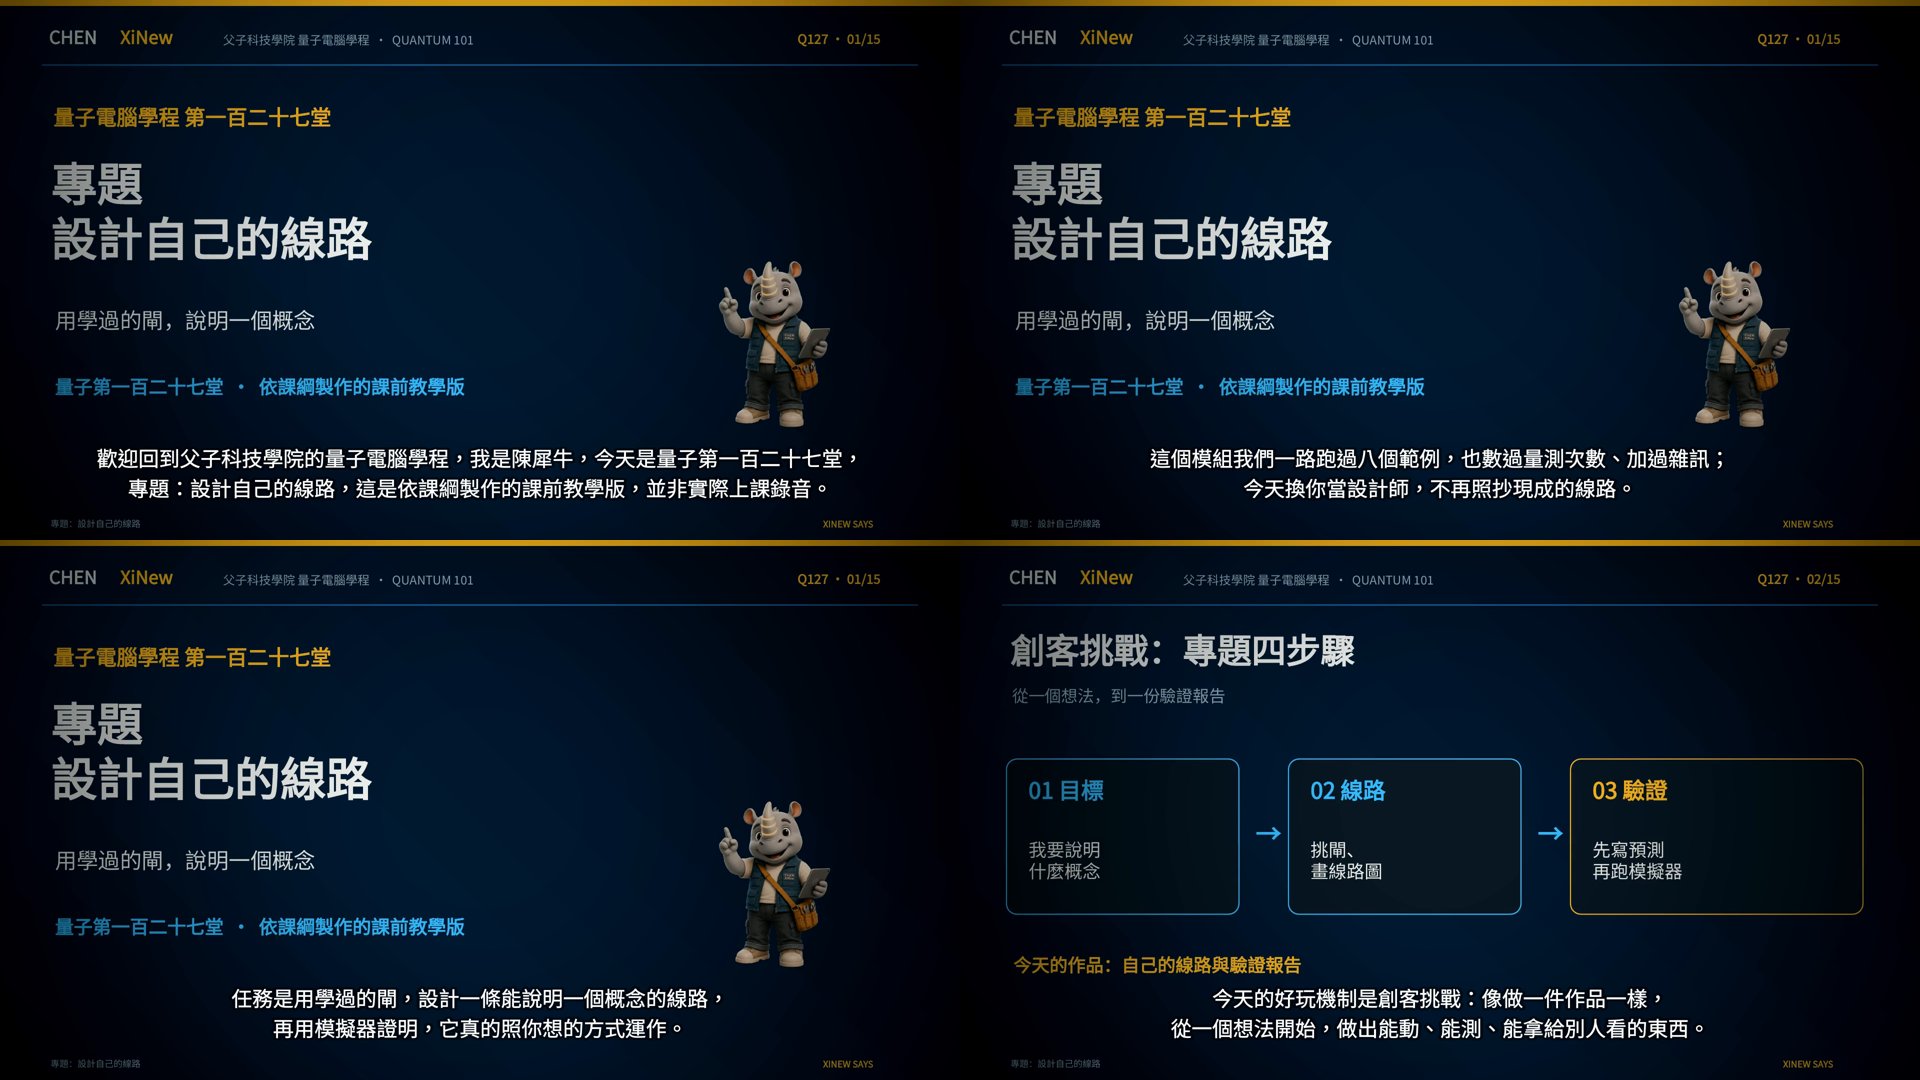 CHEN XiNew 父子科技學院 量子電腦學程 · QUANTUM 101 Q127 · 01/15
量子電腦學程 第一百二十七堂
專題
設計自己的線路
用學過的閘，說明一個概念
量子第一百二十七堂 · 依課綱製作的課前教學版
歡迎回到父子科技學院的量子電腦學程，我是陳犀牛，今天是量子第一百二十七堂，
專題：設計自己的線路，這是依課綱製作的課前教學版，並非實際上課錄音。
專題：設計自己的線路 XINEW SAYS
CHEN XiNew 父子科技學院 量子電腦學程 · QUANTUM 101 Q127 · 01/15
量子電腦學程 第一百二十七堂
專題
設計自己的線路
用學過的閘，說明一個概念
量子第一百二十七堂 · 依課綱製作的課前教學版
這個模組我們一路跑過八個範例，也數過量測次數、加過雜訊；
今天換你當設計師，不再照抄現成的線路。
專題：設計自己的線路 XINEW SAYS
CHEN XiNew 父子科技學院 量子電腦學程 · QUANTUM 101 Q127 · 01/15
量子電腦學程 第一百二十七堂
專題
設計自己的線路
用學過的閘，說明一個概念
量子第一百二十七堂 · 依課綱製作的課前教學版
任務是用學過的閘，設計一條能說明一個概念的線路，
再用模擬器證明，它真的照你想的方式運作。
專題：設計自己的線路 XINEW SAYS
CHEN XiNew 父子科技學院 量子電腦學程 · QUANTUM 101 Q127 · 02/15
創客挑戰：專題四步驟
從一個想法，到一份驗證報告
01 目標
我要說明
什麼概念
→
02 線路
挑閘、
畫線路圖
→
03 驗證
先寫預測
再跑模擬器
今天的作品：自己的線路與驗證報告
今天的好玩機制是創客挑戰：像做一件作品一樣，
從一個想法開始，做出能動、能測、能拿給別人看的東西。
專題：設計自己的線路 XINEW SAYS